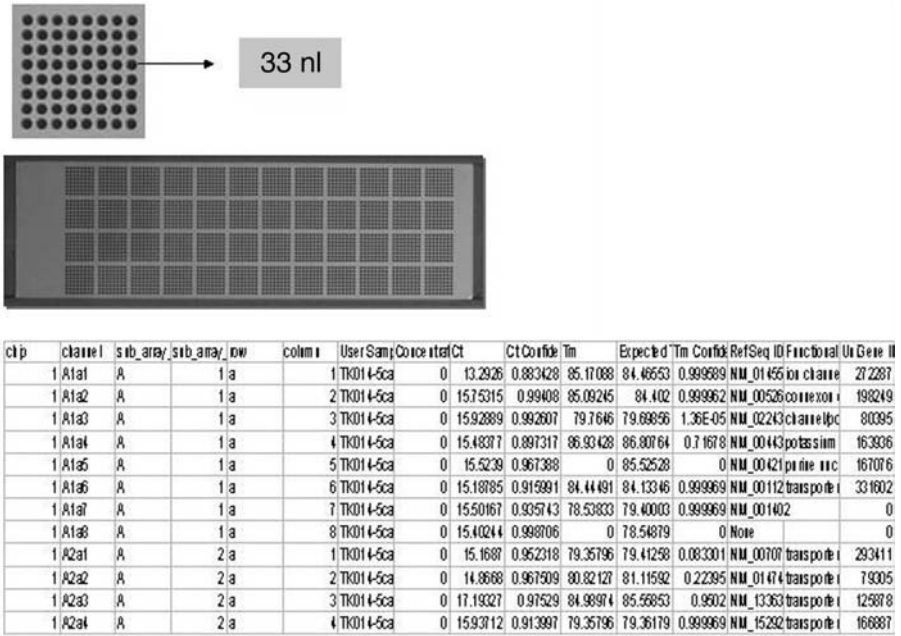 33 nl
chip channel sub_array_ sub_array_ row column User Samp Concentrat Ct Ct Confide Tm Expected Tm Confid RefSeq ID Functional UniGene I
1 A1a1 A 1 a 1 TK014-5ca 0 13.2926 0.883428 85.17088 84.46553 0.999589 NM_01456 ion channe 272287
1 A1a2 A 1 a 2 TK014-5ca 0 15.75315 0.99408 85.09245 84.402 0.999962 NM_00526 connexon 198249
1 A1a3 A 1 a 3 TK014-5ca 0 15.92889 0.992607 79.7646 79.69856 1.36E-05 NM_02243 channel/po 80395
1 A1a4 A 1 a 4 TK014-5ca 0 15.48377 0.897317 86.93428 86.80764 0.71678 NM_00443 potassium 163936
1 A1a5 A 1 a 5 TK014-5ca 0 15.5239 0.967388 0 85.52528 0 NM_00421 purine nuc 167076
1 A1a6 A 1 a 6 TK014-5ca 0 15.18785 0.915991 84.44491 84.13346 0.999969 NM_00112 transporte 331602
1 A1a7 A 1 a 7 TK014-5ca 0 15.50167 0.935743 78.53833 79.40003 0.999969 NM_001402 0
1 A1a8 A 1 a 8 TK014-5ca 0 15.40244 0.998706 0 78.54879 0 None 0
1 A2a1 A 2 a 1 TK014-5ca 0 15.1687 0.952318 79.35796 79.41258 0.083301 NM_00707 transporte 293411
1 A2a2 A 2 a 2 TK014-5ca 0 14.8668 0.967509 80.82127 81.11592 0.22395 NM_01474 transporte 79305
1 A2a3 A 2 a 3 TK014-5ca 0 17.19327 0.97529 84.98974 85.55853 0.9502 NM_13363 transporte 125878
1 A2a4 A 2 a 4 TK014-5ca 0 15.93712 0.913997 79.35796 79.36179 0.999969 NM_15292 transporte 166887